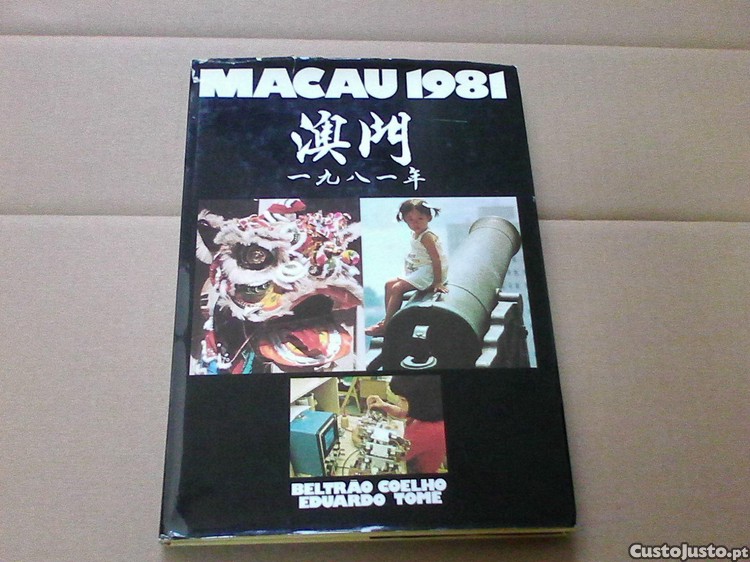 MACAU 1981
澳門
一九八一年
BELTRÃO COELHO
EDUARDO TOMÉ
CustoJusto.pt